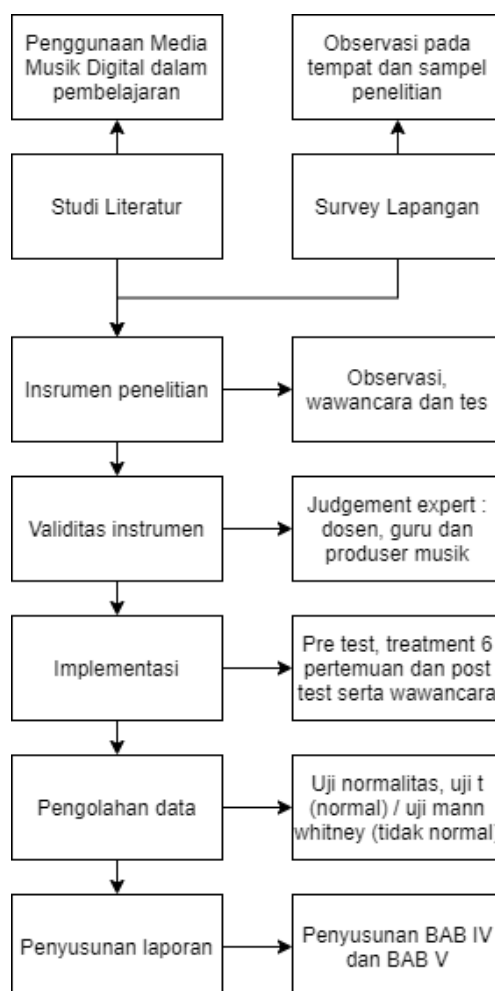 Penggunaan Media
Musik Digital dalam
pembelajaran
Observasi pada
tempat dan sampel
penelitian
Studi Literatur
Survey Lapangan
Insrumen penelitian
Observasi,
wawancara dan tes
Validitas instrumen
Judgement expert :
dosen, guru dan
produser musik
Implementasi
Pre test, treatment 6
pertemuan dan post
test serta wawancara
Pengolahan data
Uji normalitas, uji t
(normal) / uji mann
whitney (tidak normal)
Penyusunan laporan
Penyusunan BAB IV
dan BAB V